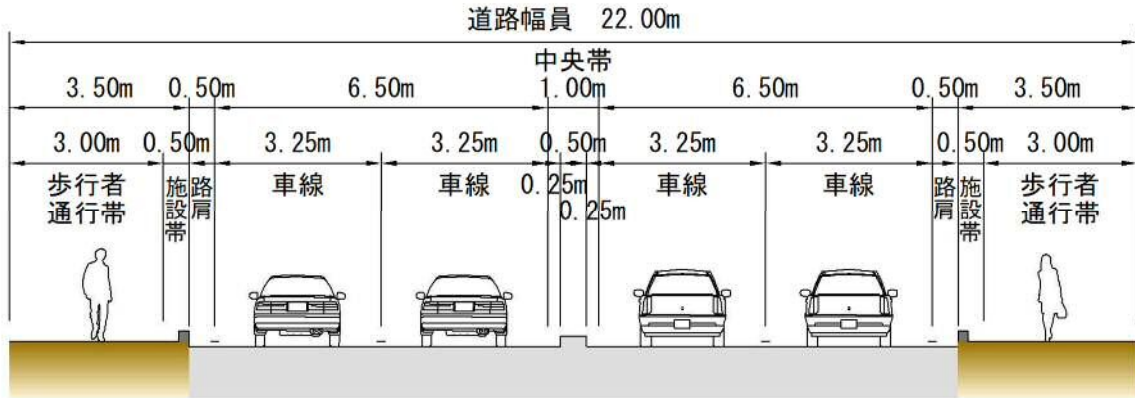 道路幅員 22.00m
中央帯
3.50m 0.50m 6.50m 1.00m 6.50m 0.50m 3.50m
3.00m 0.50m 3.25m 3.25m 0.50m 3.25m 3.25m 0.50m 3.00m
歩行者通行帯 施設帯 路肩 車線 車線 0.25m 車線 車線 路肩 施設帯 歩行者通行帯
0.25m